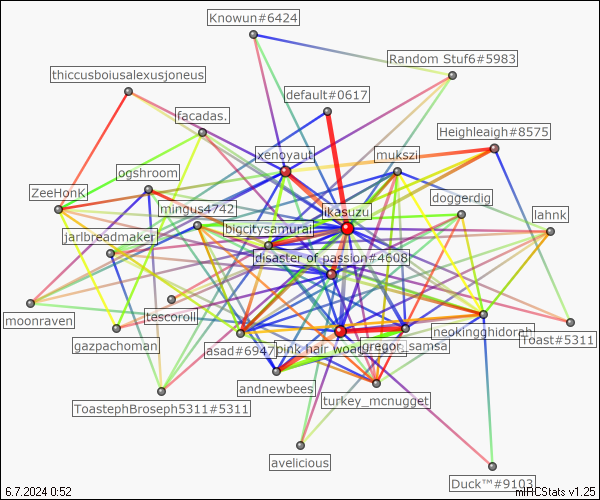 Knowun#6424
Random Stuf6#5983
thiccusboiusalexusjoneus
default#0617
facadas.
Heighleigh#8575
xenoyaut
mukszi
ogshroom
ZeeHonK
doggerdig
mingus4742
ikasuzu
lahnk
bigcitysamurai
jarlbreadmaker
disaster of passion#4608
tescoroll
moonraven
neokingghidorah
Toast#5311
gazpachoman
asad#6947
pink hair
gregor_samsa
andnewbees
turkey_mcnugget
ToastephBroseph5311#5311
avelicious
Duck™#9103
6.7.2024 0:52
mIRCStats v1.25